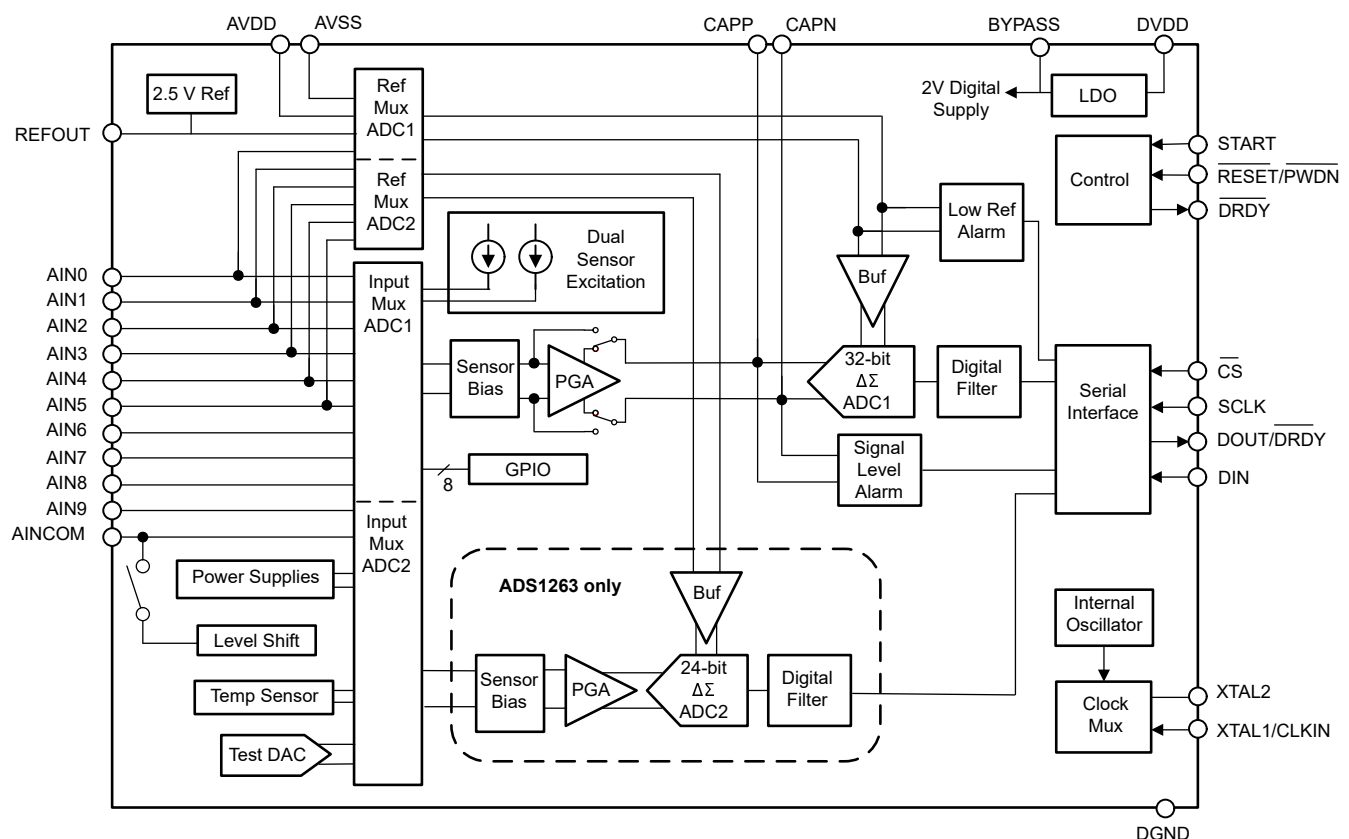 AVDD
AVSS
CAPP
CAPN
BYPASS
DVDD
2.5 V Ref
Ref
Mux
ADC1
2V Digital
Supply
LDO
REFOUT
START
Ref
Mux
ADC2
Control
RESET/PWDN
DRDY
Low Ref
Alarm
Dual
Sensor
Excitation
Buf
AIN0
AIN1
AIN2
AIN3
AIN4
AIN5
AIN6
AIN7
AIN8
AIN9
AINCOM
Input
Mux
ADC1
Sensor
Bias
PGA
32-bit
ΔΣ
ADC1
Digital
Filter
Serial
Interface
CS
SCLK
DOUT/DRDY
DIN
GPIO
8
Signal
Level
Alarm
Input
Mux
ADC2
Power Supplies
Level Shift
Temp Sensor
Test DAC
ADS1263 only
Buf
Sensor
Bias
PGA
24-bit
ΔΣ
ADC2
Digital
Filter
Internal
Oscillator
Clock
Mux
XTAL2
XTAL1/CLKIN
DGND